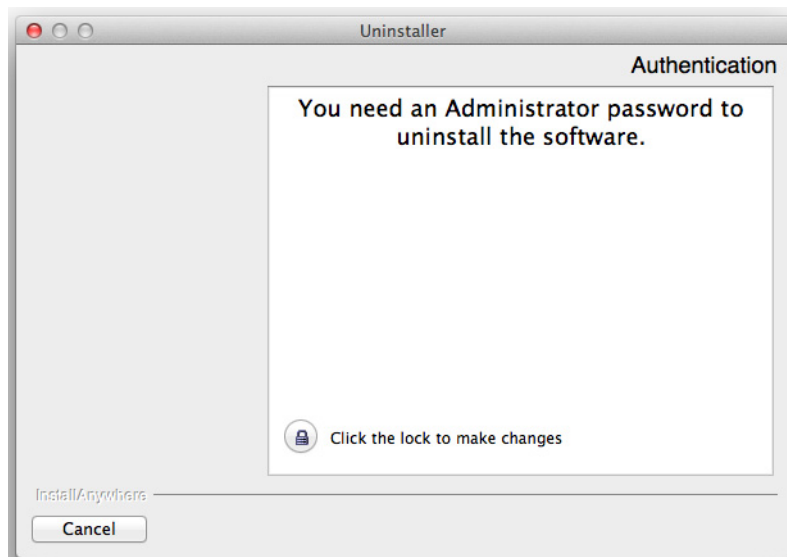 Uninstaller
Authentication
You need an Administrator password to
uninstall the software.
Click the lock to make changes
InstallAnywhere
Cancel